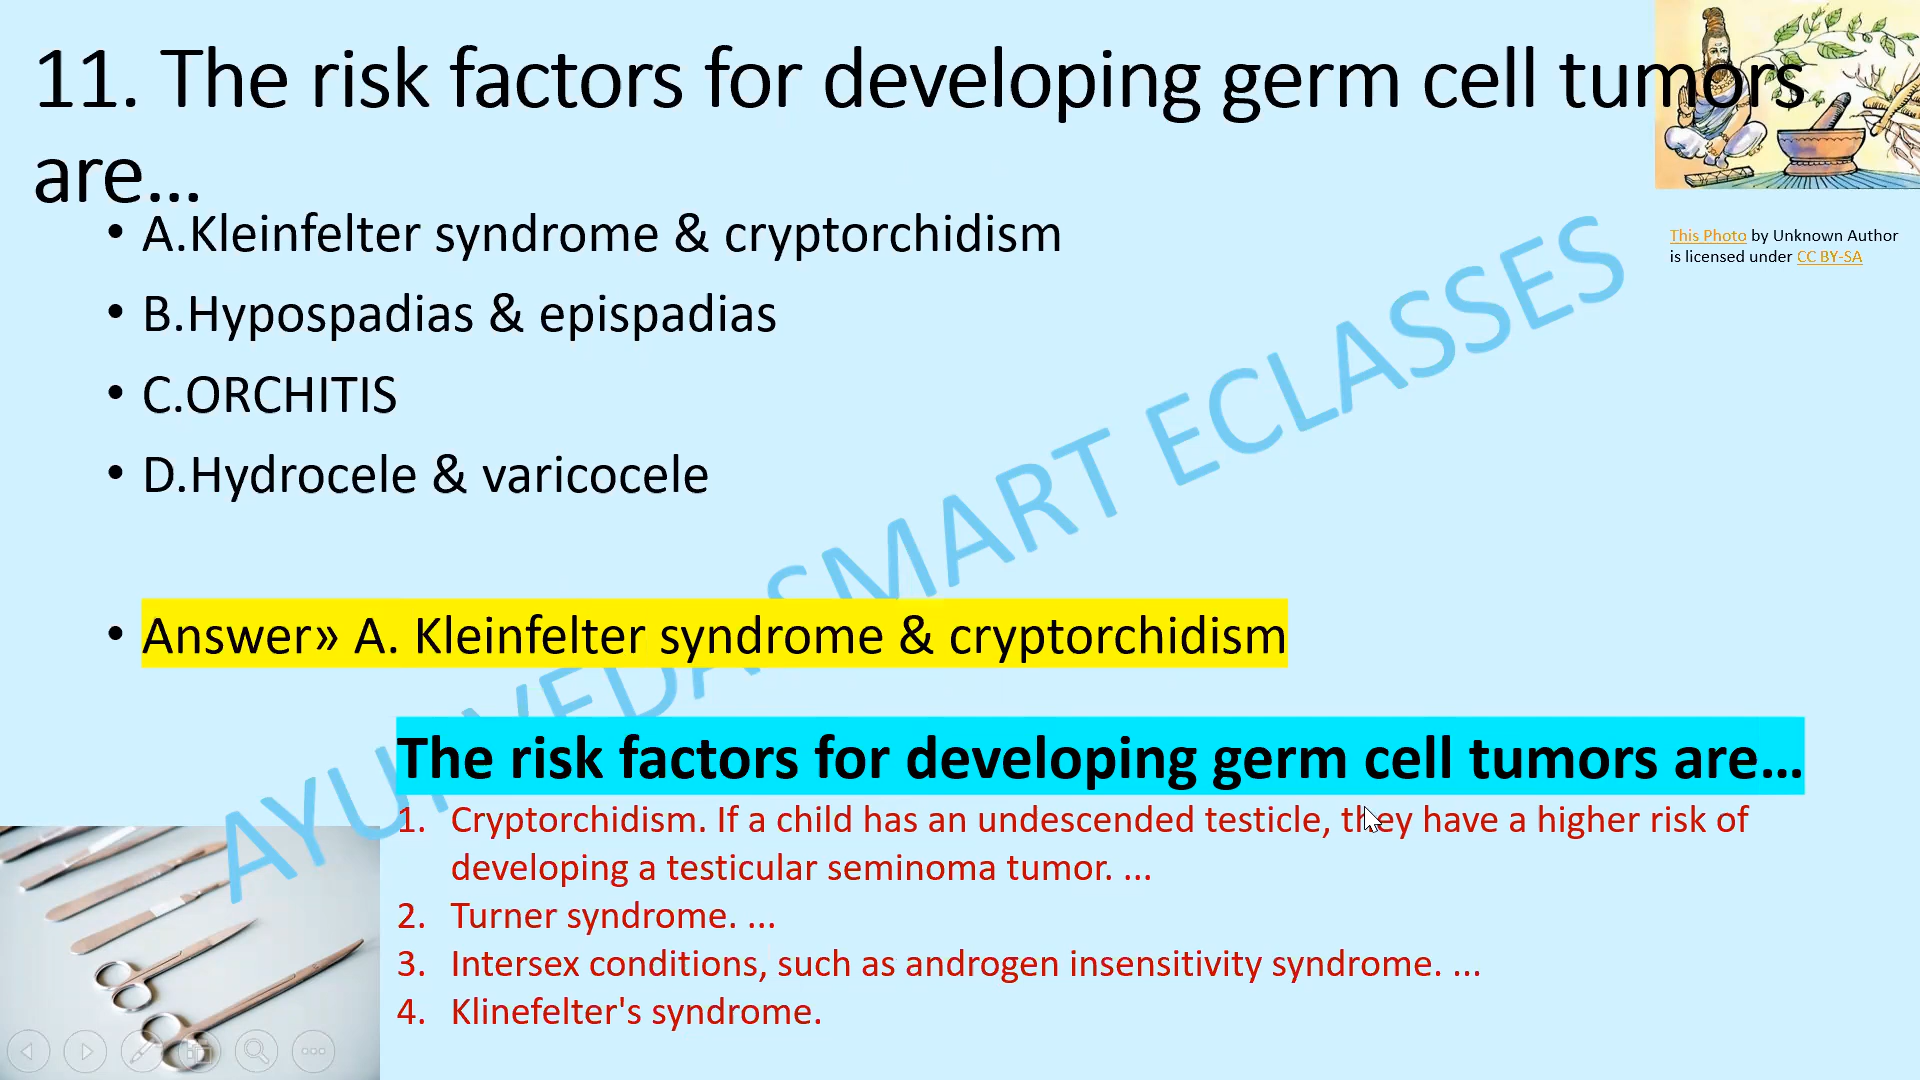 11. The risk factors for developing germ cell tumors
are...
This Photo by Unknown Author
is licensed under CC BY-SA
• A.Kleinfelter syndrome & cryptorchidism
• B.Hypospadias & epispadias
• C.ORCHITIS
• D.Hydrocele & varicocele
AYURVEDA SMART ECLASSES
• Answer» A. Kleinfelter syndrome & cryptorchidism
The risk factors for developing germ cell tumors are...
1. Cryptorchidism. If a child has an undescended testicle, they have a higher risk of
developing a testicular seminoma tumor. ...
2. Turner syndrome. ...
3. Intersex conditions, such as androgen insensitivity syndrome. ...
4. Klinefelter's syndrome.